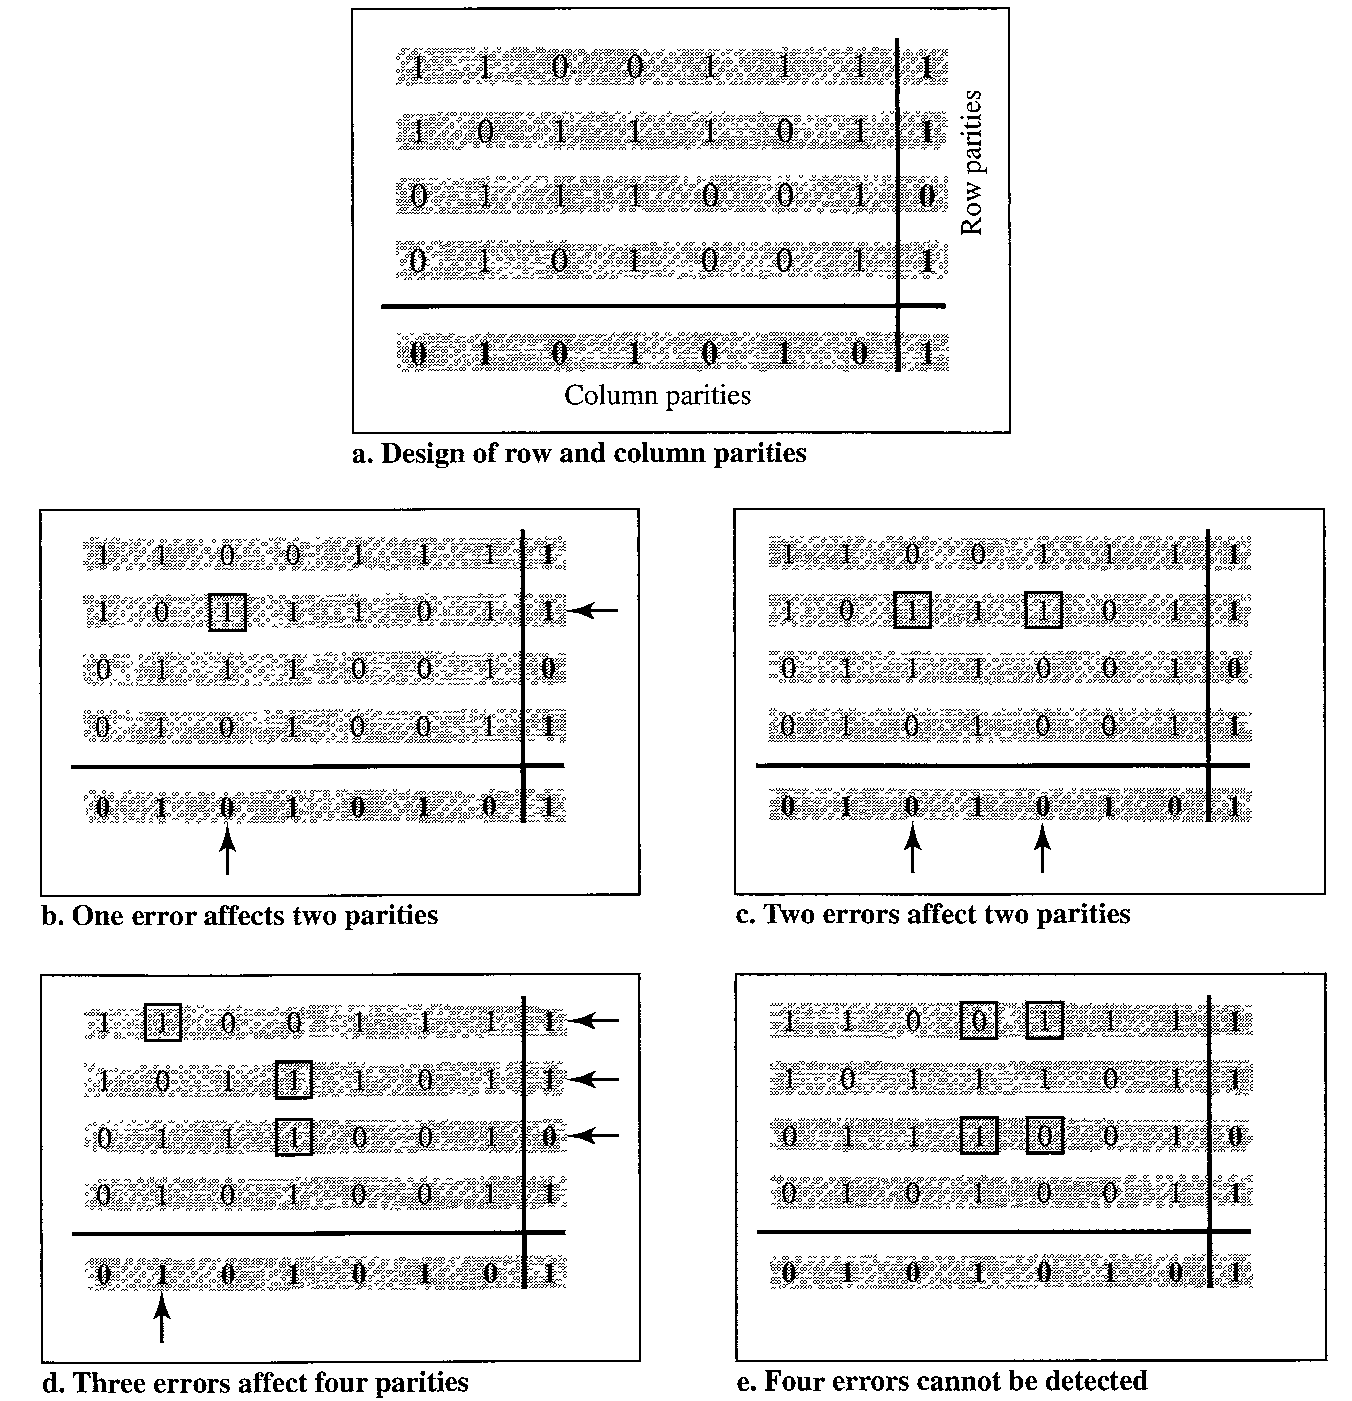 1 1 0 0 1 1 1 1
1 0 1 1 1 0 1 1
0 1 1 1 0 0 1 0
0 1 0 1 0 0 1 1
Row parities
0 1 0 1 0 1 0 1
Column parities
a. Design of row and column parities
1 1 0 0 1 1 1 1
1 0 1 1 1 0 1 1
0 1 1 1 0 0 1 0
0 1 0 1 0 0 1 1
0 1 0 1 0 1 0 1
b. One error affects two parities
1 1 0 0 1 1 1 1
1 0 1 1 1 0 1 1
0 1 1 1 0 0 1 0
0 1 0 1 0 0 1 1
0 1 0 1 0 1 0 1
c. Two errors affect two parities
1 1 0 0 1 1 1 1
1 0 1 1 1 0 1 1
0 1 1 1 0 0 1 0
0 1 0 1 0 0 1 1
0 1 0 1 0 1 0 1
d. Three errors affect four parities
1 1 0 0 1 1 1 1
1 0 1 1 1 0 1 1
0 1 1 1 0 0 1 0
0 1 0 1 0 0 1 1
0 1 0 1 0 1 0 1
e. Four errors cannot be detected